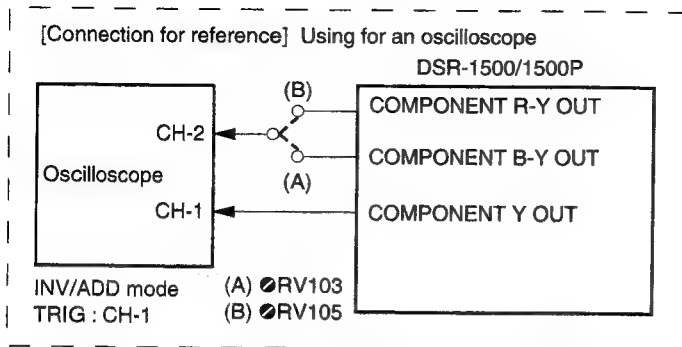 [Connection for reference] Using for an oscilloscope
DSR-1500/1500P
(B)
COMPONENT R-Y OUT
CH-2
COMPONENT B-Y OUT
(A)
Oscilloscope
CH-1
COMPONENT Y OUT
INV/ADD mode (A) RV103
TRIG : CH-1 (B) RV105